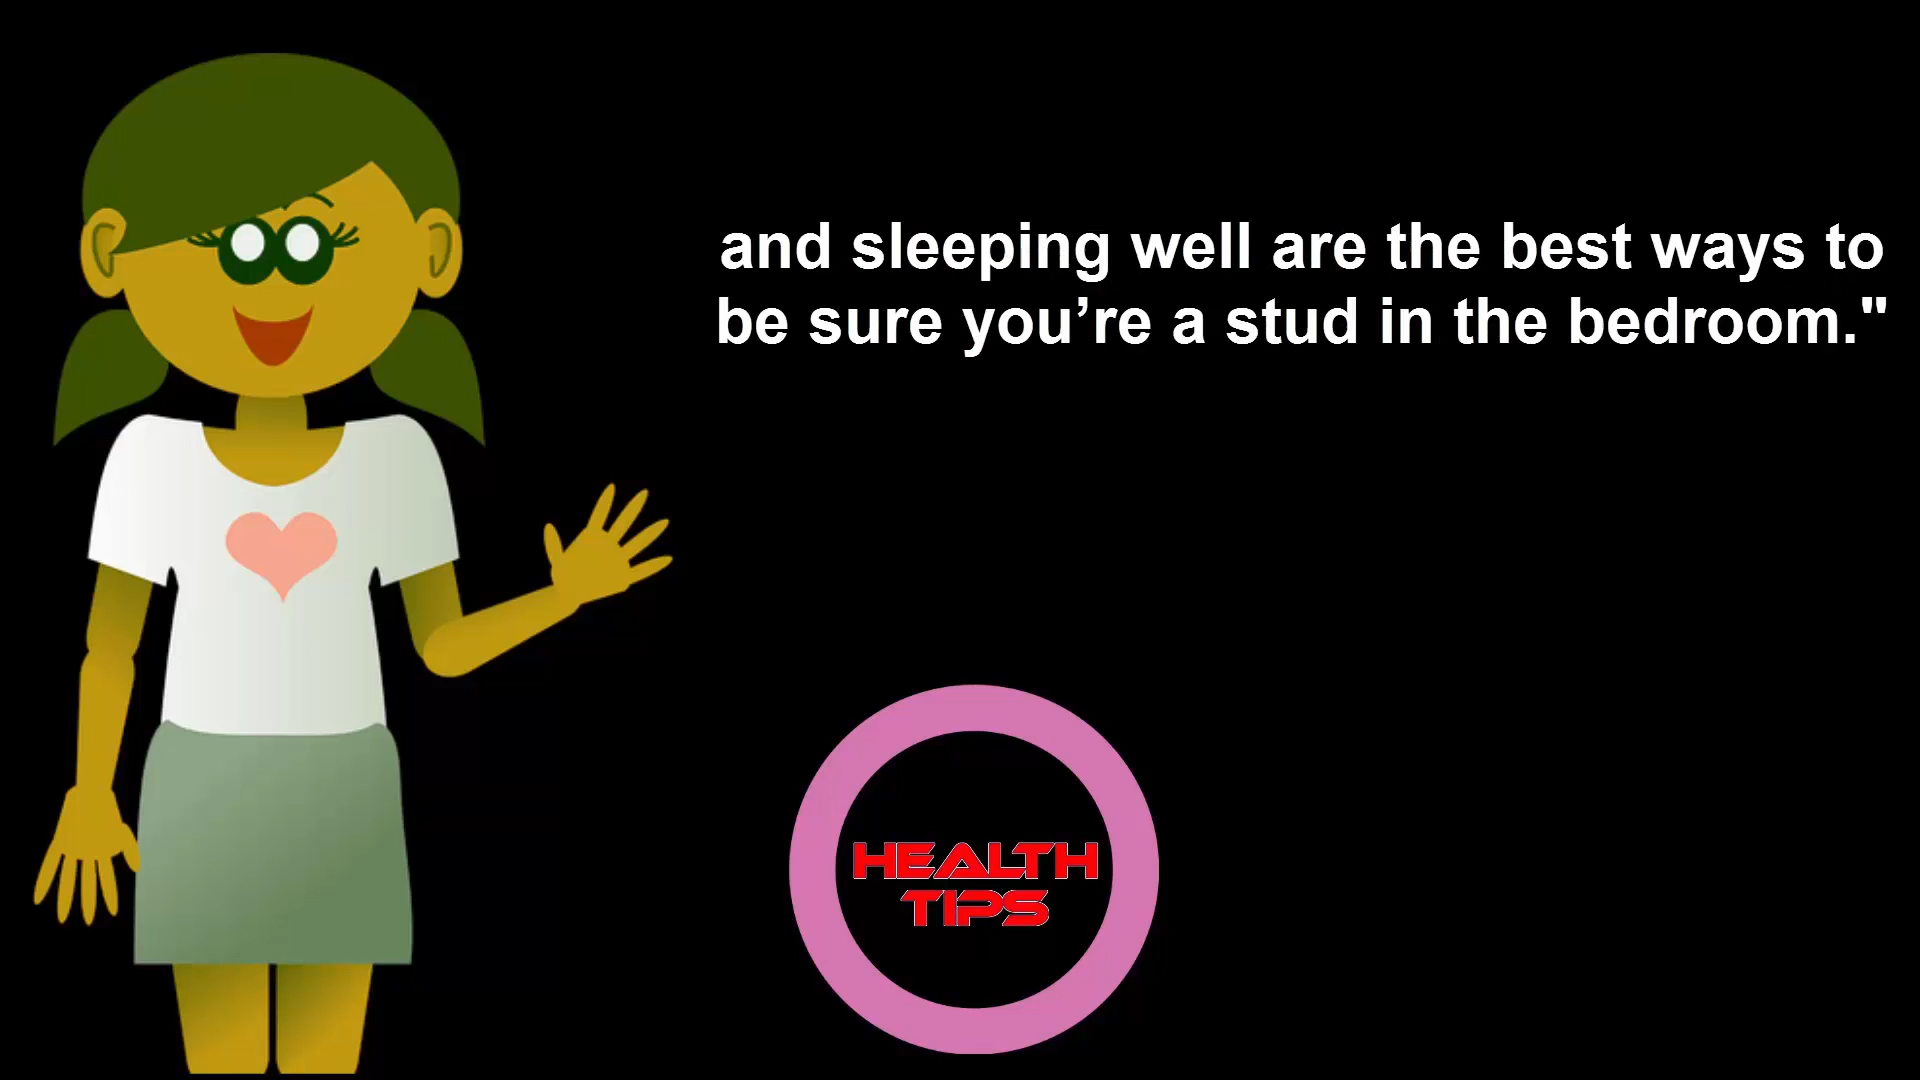 and sleeping well are the best ways to
be sure you’re a stud in the bedroom."
HEALTH
TIPS